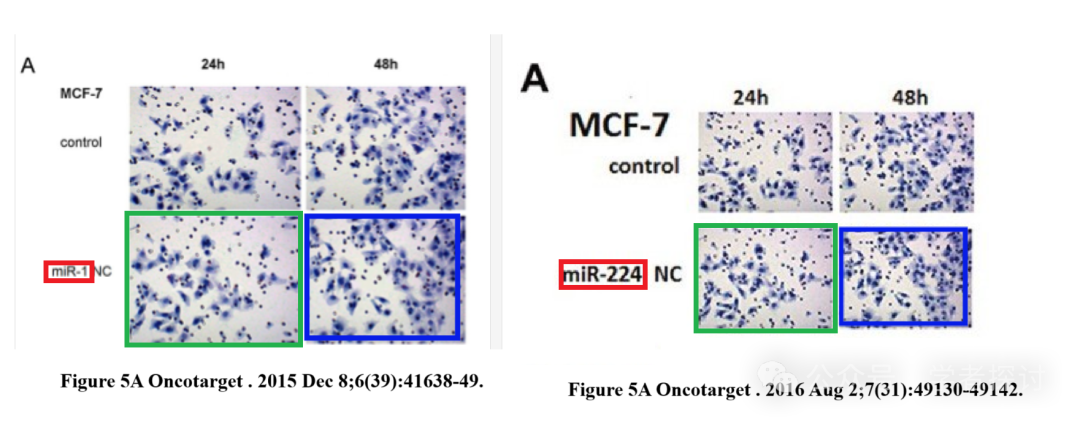 A
24h 48h
MCF-7
control
miR-1 NC
Figure 5A Oncotarget . 2015 Dec 8;6(39):41638-49.
A
24h 48h
MCF-7
control
miR-224 NC
Figure 5A Oncotarget . 2016 Aug 2;7(31):49130-49142.